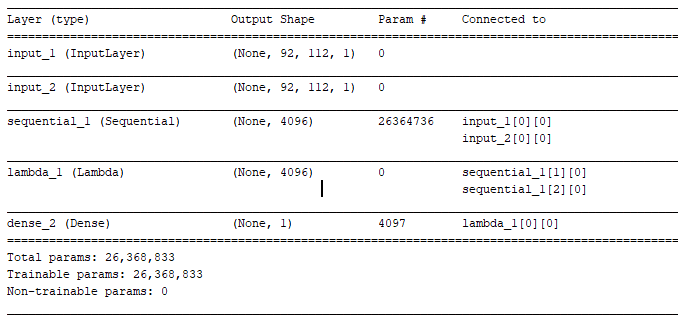 Layer (type) Output Shape Param # Connected to
input_1 (InputLayer) (None, 92, 112, 1) 0
input_2 (InputLayer) (None, 92, 112, 1) 0
sequential_1 (Sequential) (None, 4096) 26364736 input_1[0][0]
input_2[0][0]
lambda_1 (Lambda) (None, 4096) 0 sequential_1[1][0]
sequential_1[2][0]
dense_2 (Dense) (None, 1) 4097 lambda_1[0][0]
Total params: 26,368,833
Trainable params: 26,368,833
Non-trainable params: 0